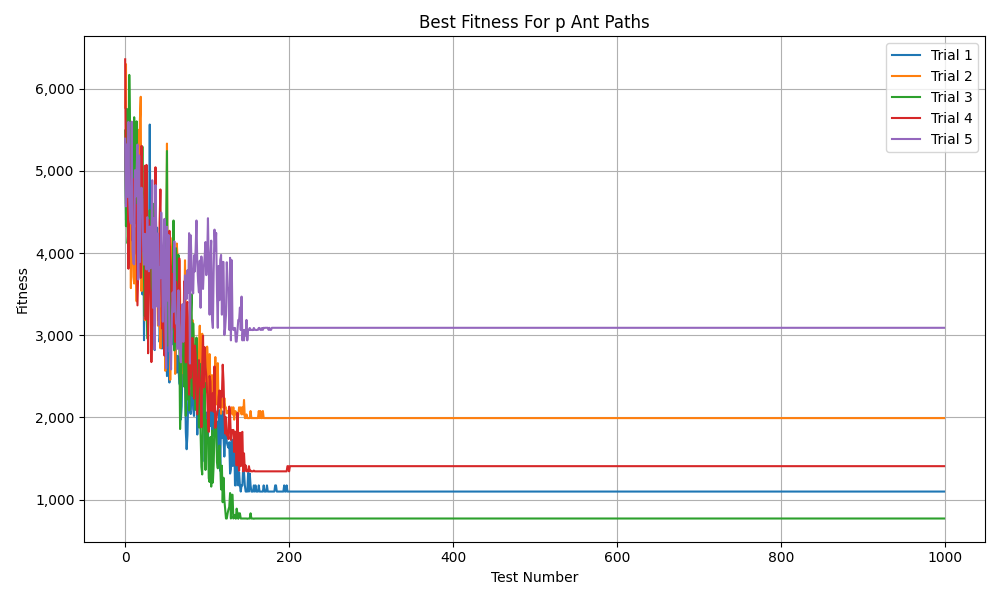 Best Fitness For p Ant Paths
Trial 1
Trial 2
Trial 3
Trial 4
Trial 5
Fitness
6,000
5,000
4,000
3,000
2,000
1,000
0 200 400 600 800 1000
Test Number